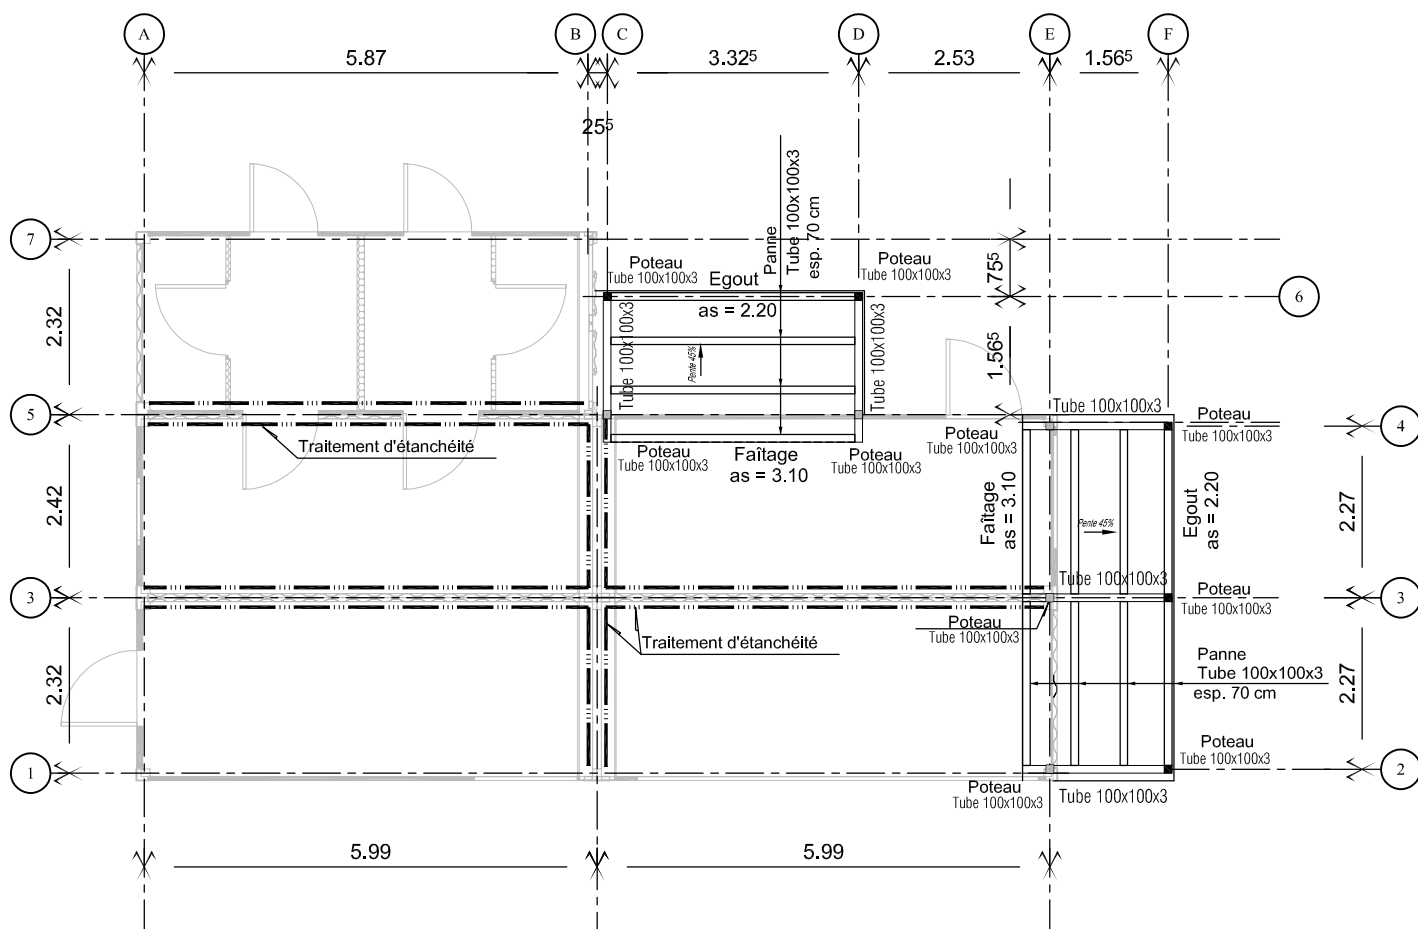 A
B
C
D
E
F
5.87
3.32⁵
2.53
1.56⁵
25⁵
Panne
Tube 100x100x3
esp. 70 cm
7
Poteau
Tube 100x100x3
Egout
as = 2.20
Poteau
Tube 100x100x3
75⁵
6
2.32
Tube 100x100x3
Pente 45%
Tube 100x100x3
1.56⁵
5
Tube 100x100x3
Poteau
Tube 100x100x3
4
Traitement d'étanchéité
Poteau
Tube 100x100x3
Faîtage
as = 3.10
Poteau
Tube 100x100x3
Poteau
Tube 100x100x3
2.42
Faîtage
as = 3.10
Pente 45%
Egout
as = 2.20
2.27
3
Tube 100x100x3
Poteau
Tube 100x100x3
3
Traitement d'étanchéité
Poteau
Tube 100x100x3
2.32
Panne
Tube 100x100x3
esp. 70 cm
2.27
1
Poteau
Tube 100x100x3
2
Poteau
Tube 100x100x3
Tube 100x100x3
5.99
5.99